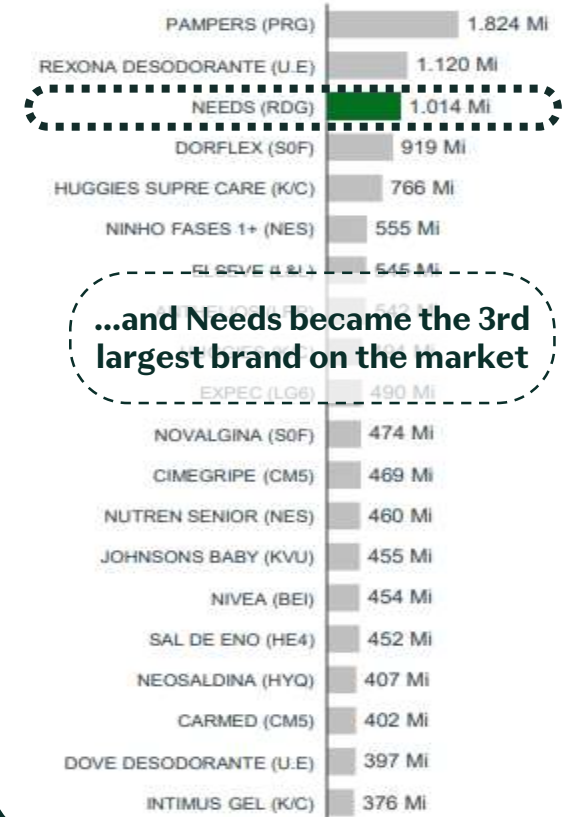 PAMPERS (PRG) 1.824 Mi
REXONA DESODORANTE (U.E) 1.120 Mi
NEEDS (RDG) 1.014 Mi
DORFLEX (S0F) 919 Mi
HUGGIES SUPRE CARE (K/C) 766 Mi
NINHO FASES 1+ (NES) 555 Mi
ELSEVE (L&L) 545 Mi
...and Needs became the 3rd
largest brand on the market
EXPEC (LG6) 490 Mi
NOVALGINA (S0F) 474 Mi
CIMEGRIPE (CM5) 469 Mi
NUTREN SENIOR (NES) 460 Mi
JOHNSONS BABY (KVU) 455 Mi
NIVEA (BEI) 454 Mi
SAL DE ENO (HE4) 452 Mi
NEOSALDINA (HYQ) 407 Mi
CARMED (CM5) 402 Mi
DOVE DESODORANTE (U.E) 397 Mi
INTIMUS GEL (K/C) 376 Mi